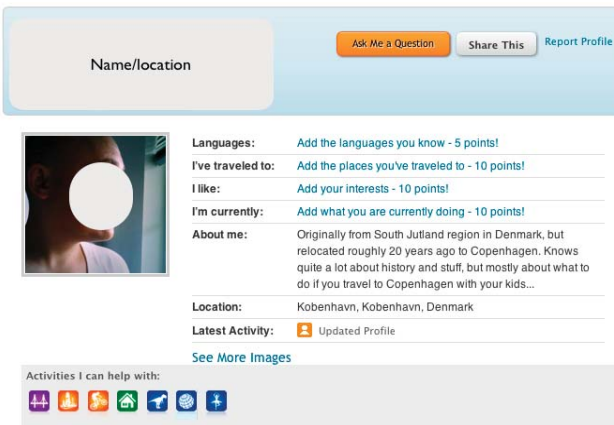 Name/location
Ask Me a Question
Share This
Report Profile
Languages: Add the languages you know - 5 points!
I've traveled to: Add the places you've traveled to - 10 points!
I like: Add your interests - 10 points!
I'm currently: Add what you are currently doing - 10 points!
About me: Originally from South Jutland region in Denmark, but
relocated roughly 20 years ago to Copenhagen. Knows
quite a lot about history and stuff, but mostly about what to
do if you travel to Copenhagen with your kids...
Location: Kobenhavn, Kobenhavn, Denmark
Latest Activity: Updated Profile
See More Images
Activities I can help with: